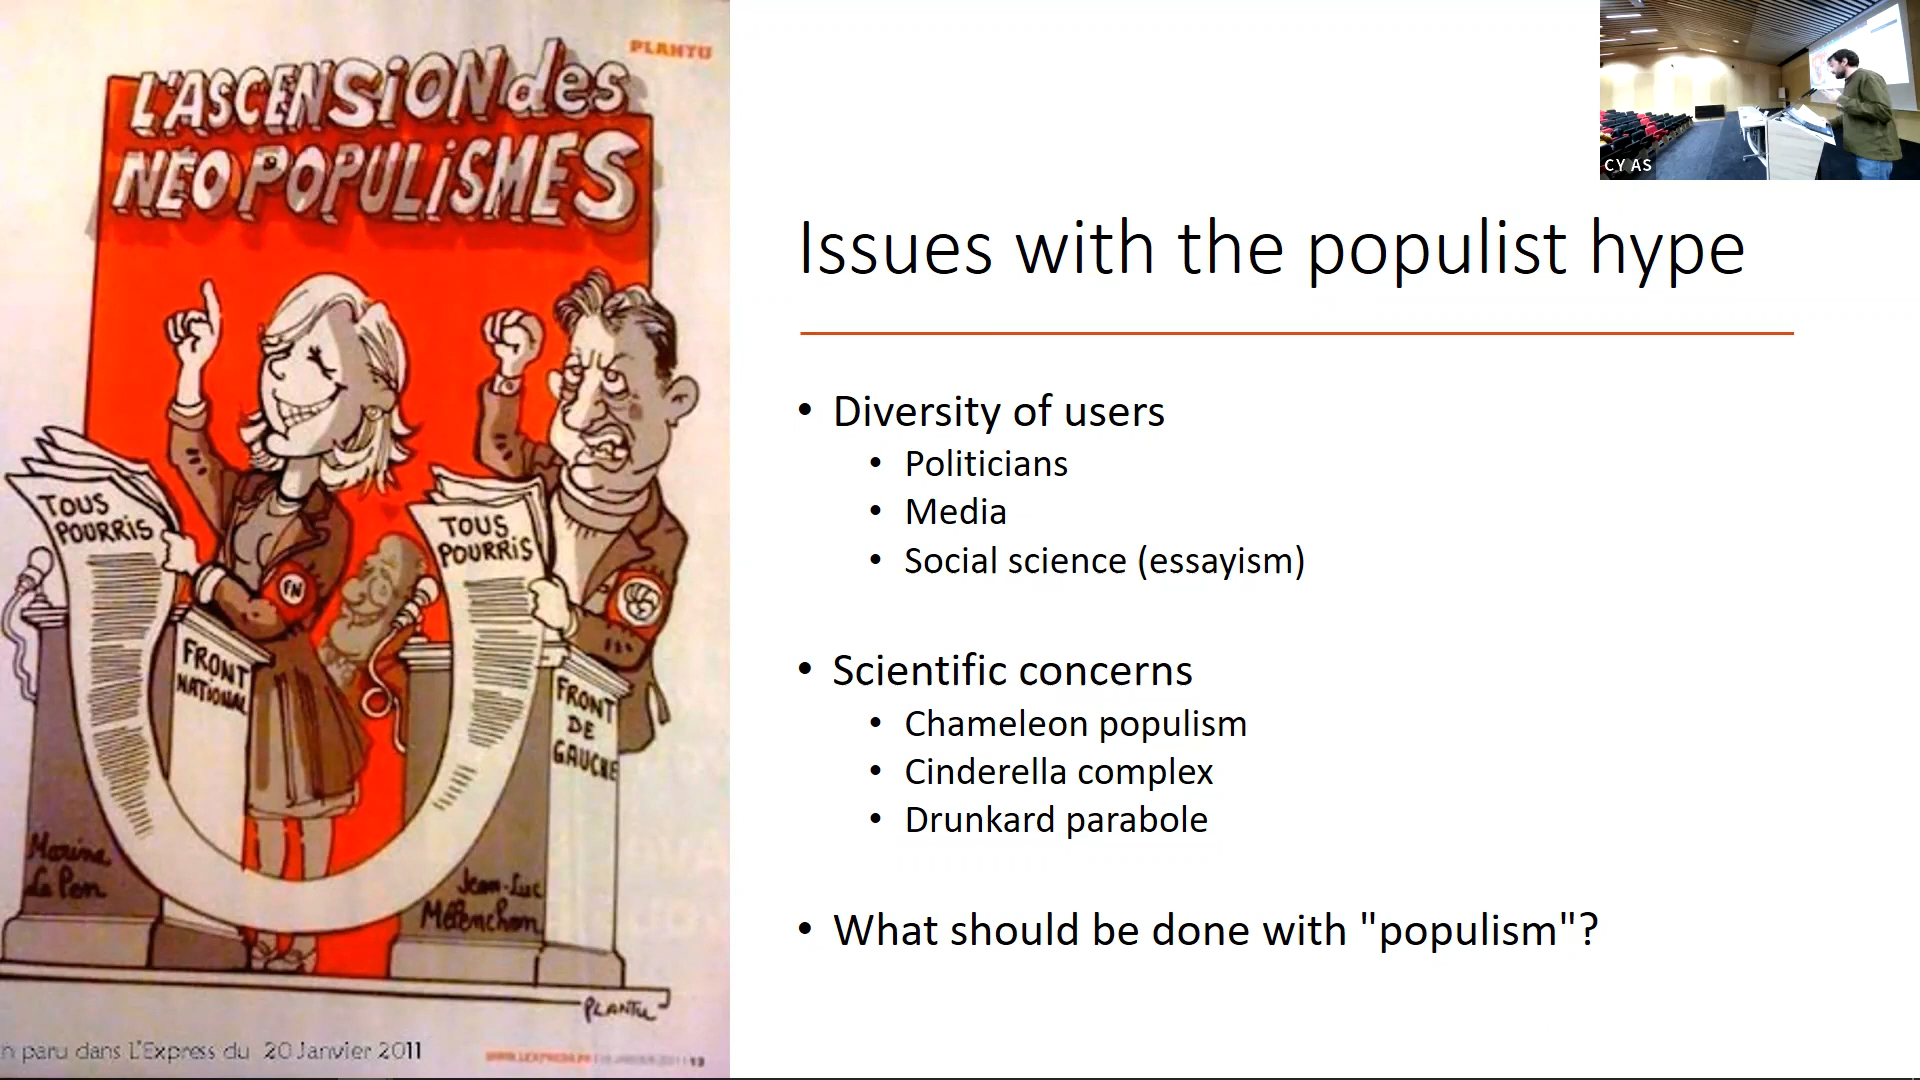 PLANTU
L'ASCENSION des
NÉO POPULISMES
TOUS
POURRIS
TOUS
POURRIS
FN
FRONT
NATIONAL
FRONT
DE
GAUCHE
Marine
Le Pen
Jean-Luc
Mélenchon
PLANTU
n paru dans L'Express du 20 Janvier 2011
CY AS
Issues with the populist hype
• Diversity of users
• Politicians
• Media
• Social science (essayism)
• Scientific concerns
• Chameleon populism
• Cinderella complex
• Drunkard parabole
• What should be done with "populism"?